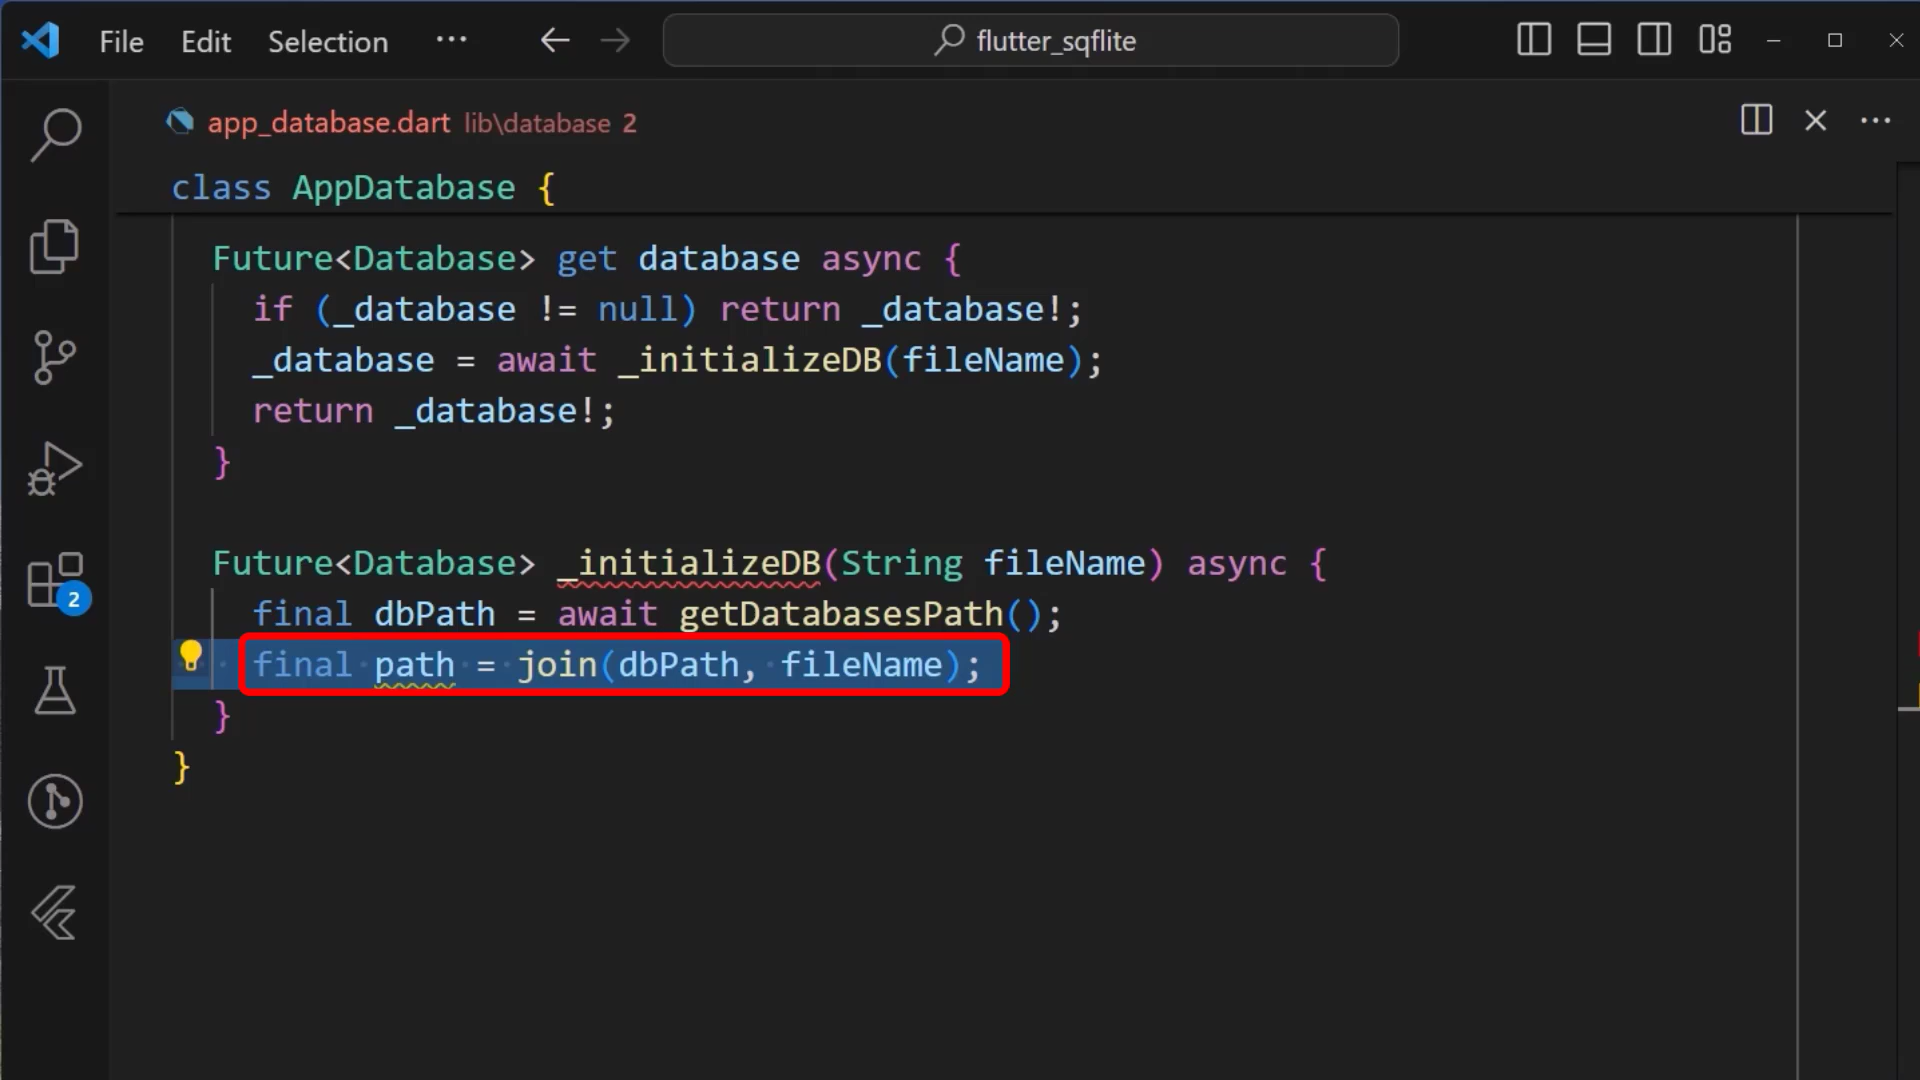 File Edit Selection ··· flutter_sqflite
app_database.dart lib\database 2
class AppDatabase {
Future<Database> get database async {
if (_database != null) return _database!;
_database = await _initializeDB(fileName);
return _database!;
}
Future<Database> _initializeDB(String fileName) async {
final dbPath = await getDatabasesPath();
final path = join(dbPath, fileName);
}
}
2